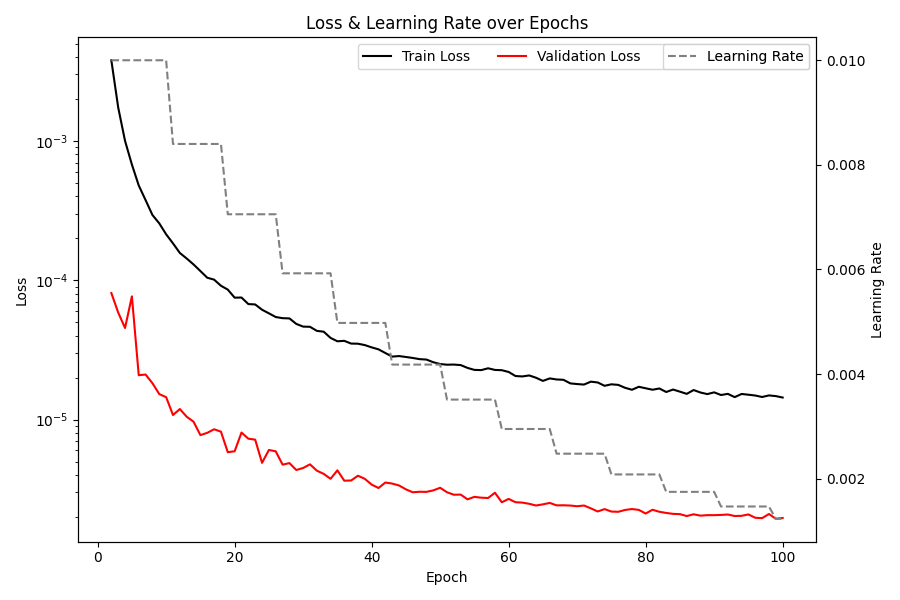 Loss & Learning Rate over Epochs
Train Loss
Validation Loss
Learning Rate
10⁻³
10⁻⁴
10⁻⁵
Loss
0.010
0.008
0.006
0.004
0.002
Learning Rate
0 20 40 60 80 100
Epoch